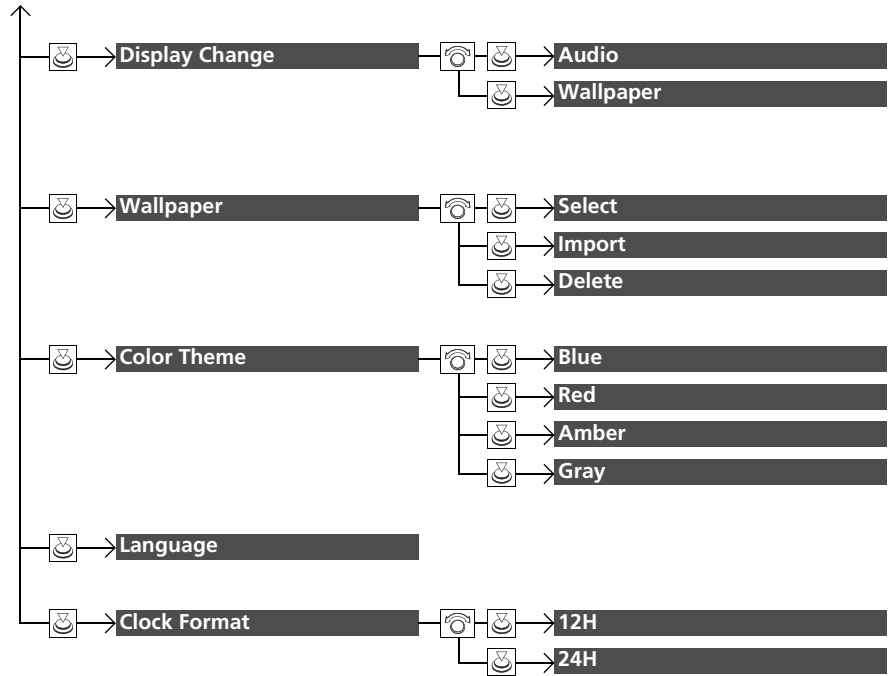 Display Change
Audio
Wallpaper
Wallpaper
Select
Import
Delete
Color Theme
Blue
Red
Amber
Gray
Language
Clock Format
12H
24H